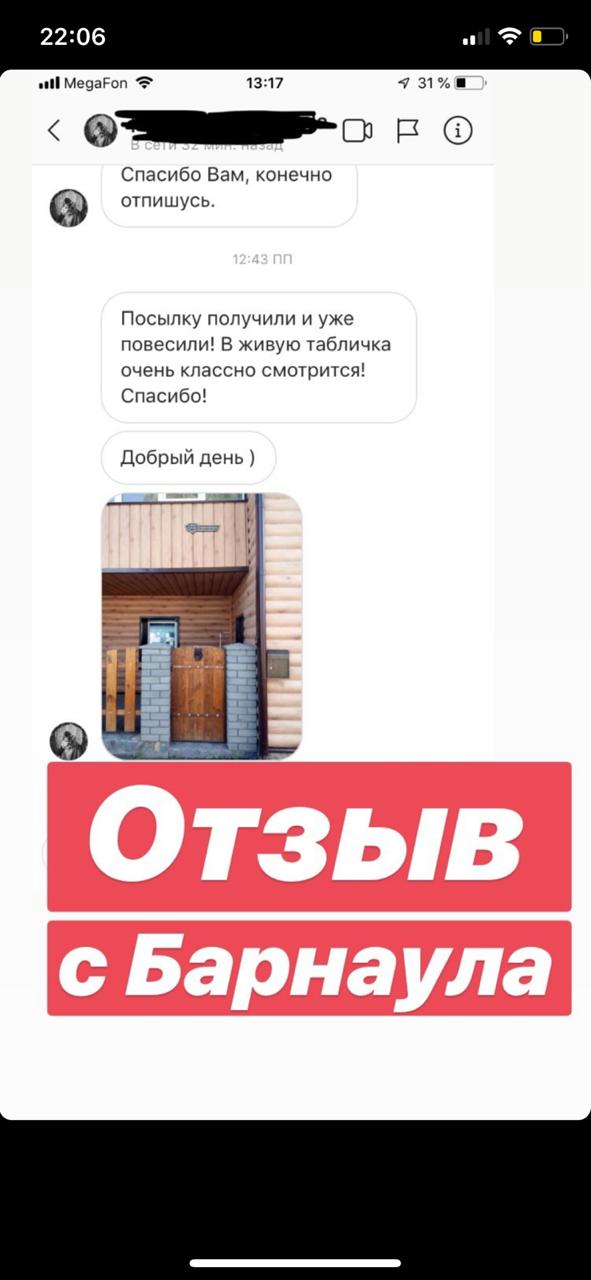 22:06
MegaFon 13:17 31 %
В сети 32 мин. назад
Спасибо Вам, конечно
отпишусь.
12:43 ПП
Посылку получили и уже
повесили! В живую табличка
очень классно смотрится!
Спасибо!
Добрый день )
Отзыв
с Барнаула